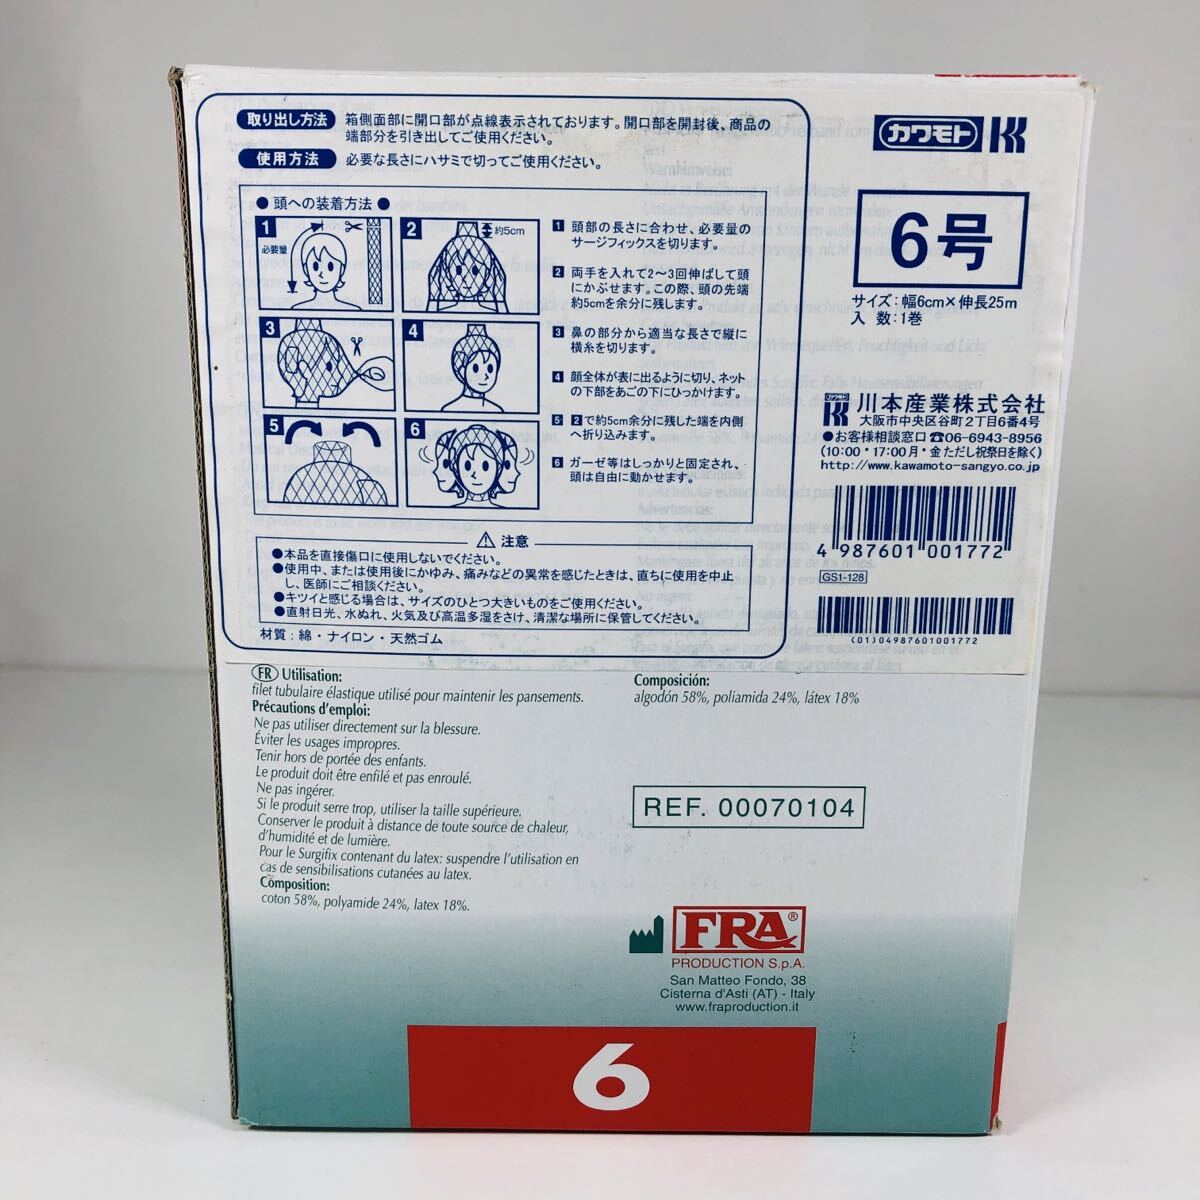 取り出し方法
箱側面部に開口部が点線表示されております。開口部を開封後、商品の
端部分を引き出してご使用ください。
使用方法
必要な長さにハサミで切ってご使用ください。
● 頭への装着方法 ●
1
必要量
2
約5cm
3
4
5
6
1 頭部の長さに合わせ、必要量の
サージフィックスを切ります。
2 両手を入れて2〜3回伸ばして頭
にかぶせます。この際、頭の先端
約5cmを余分に残します。
3 鼻の部分から適当な長さで縦に
横糸を切ります。
4 顔全体が表に出るように切り、ネット
の下部をあごの下にひっかけます。
5 2で約5cm余分に残した端を内側
へ折り込みます。
6 ガーゼ等はしっかりと固定され、
頭は自由に動かせます。
⚠ 注意
●本品を直接傷口に使用しないでください。
●使用中、または使用後にかゆみ、痛みなどの異常を感じたときは、直ちに使用を中止
し、医師にご相談ください。
●キツイと感じる場合は、サイズのひとつ大きいものをご使用ください。
●直射日光、水ぬれ、火気及び高温多湿をさけ、清潔な場所に保管してください。
材質：綿・ナイロン・天然ゴム
カワモト
6号
サイズ：幅6cm×伸長25m
入 数：1巻
カワモト
川本産業株式会社
大阪市中央区谷町2丁目6番4号
●お客様相談窓口☎06-6943-8956
(10:00・17:00月・金 ただし祝祭日を除く)
http://www.kawamoto-sangyo.co.jp
4 987601 001772
GS1-128
(01)04987601001772
FR Utilisation:
filet tubulaire élastique utilisé pour maintenir les pansements.
Précautions d'emploi:
Ne pas utiliser directement sur la blessure.
Éviter les usages impropres.
Tenir hors de portée des enfants.
Le produit doit être enfilé et pas enroulé.
Ne pas ingérer.
Si le produit serre trop, utiliser la taille supérieure.
Conserver le produit à distance de toute source de chaleur,
d'humidité et de lumière.
Pour le Surgifix contenant du latex: suspendre l'utilisation en
cas de sensibilisations cutanées au latex.
Composition:
coton 58%, polyamide 24%, latex 18%.
Composición:
algodón 58%, poliamida 24%, látex 18%
REF. 00070104
FRA®
PRODUCTION S.p.A.
San Matteo Fondo, 38
Cisterna d'Asti (AT) - Italy
www.fraproduction.it
6